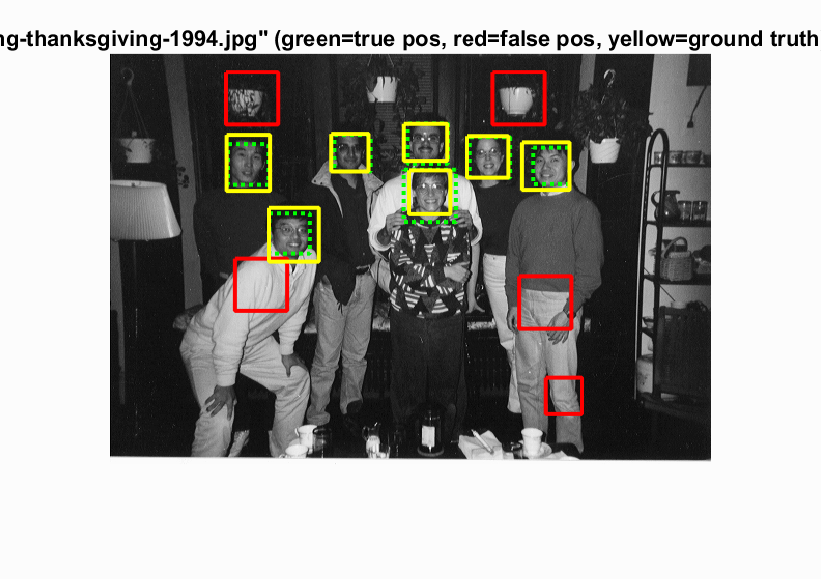 ng-thanksgiving-1994.jpg" (green=true pos, red=false pos, yellow=ground truth